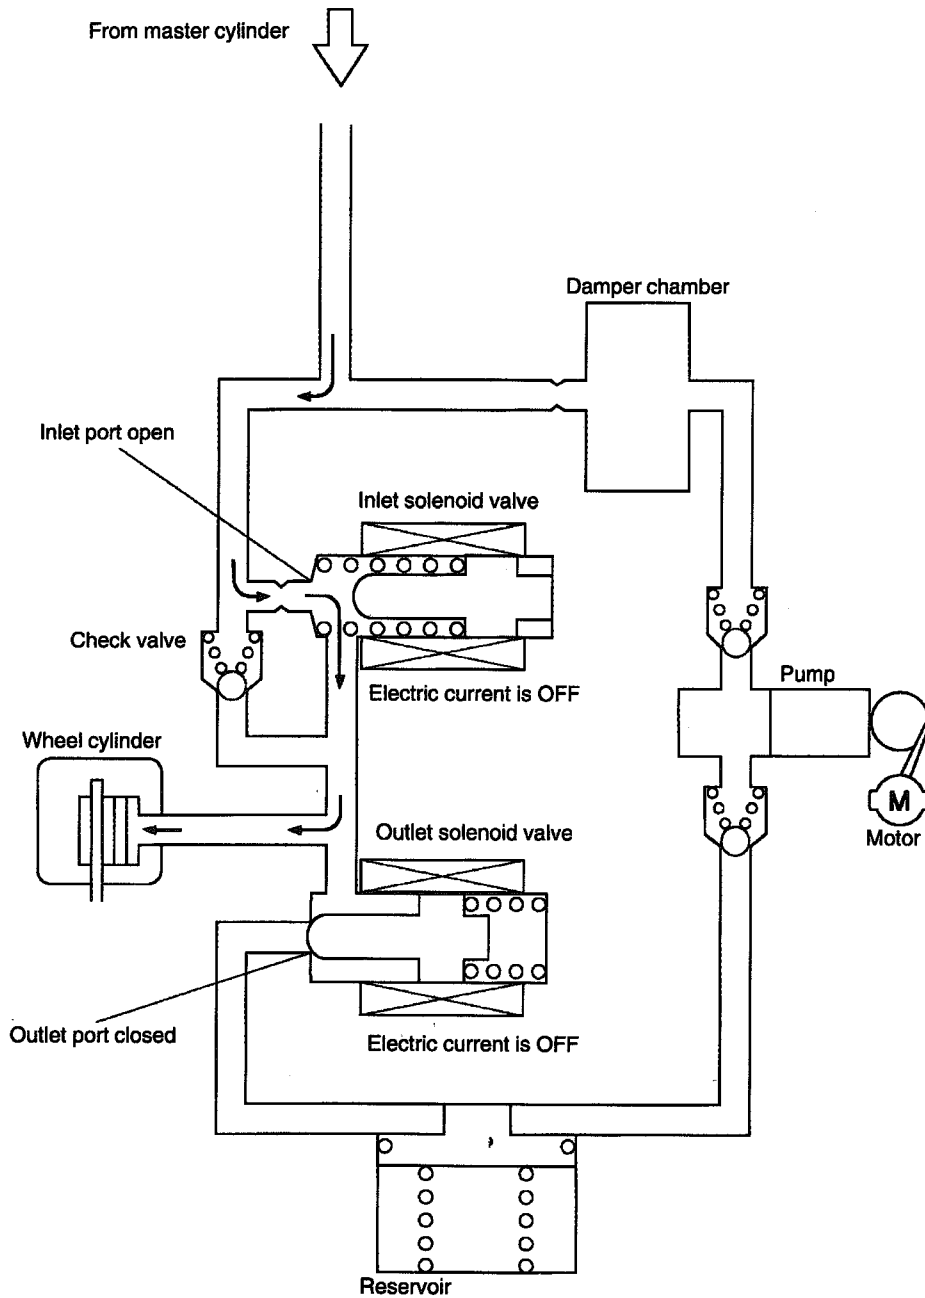 From master cylinder
Damper chamber
Inlet port open
Inlet solenoid valve
Check valve
Electric current is OFF
Pump
Wheel cylinder
M
Motor
Outlet solenoid valve
Outlet port closed
Electric current is OFF
Reservoir